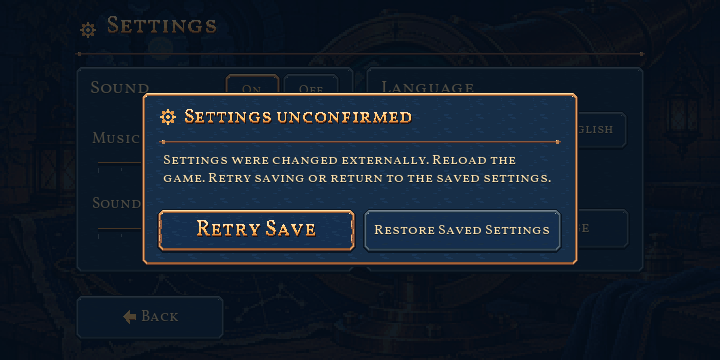 Settings
Sound
On
Off
Language
Settings unconfirmed
Music
Settings were changed externally. Reload the
game. Retry saving or return to the saved settings.
Sound
Retry Save
Restore Saved Settings
Back